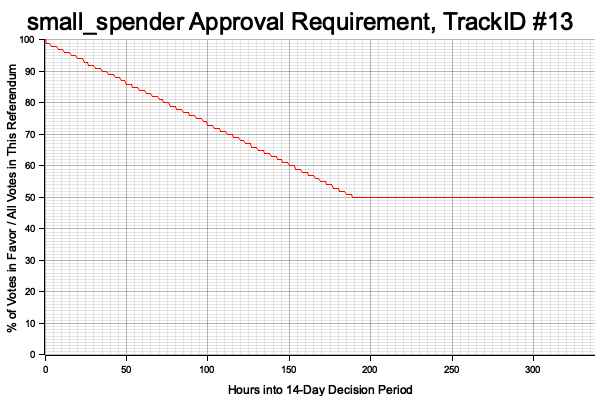 small_spender Approval Requirement, TrackID #13
% of Votes in Favor / All Votes in This Referendum
100
90
80
70
60
50
40
30
20
10
0
0 50 100 150 200 250 300
Hours into 14-Day Decision Period